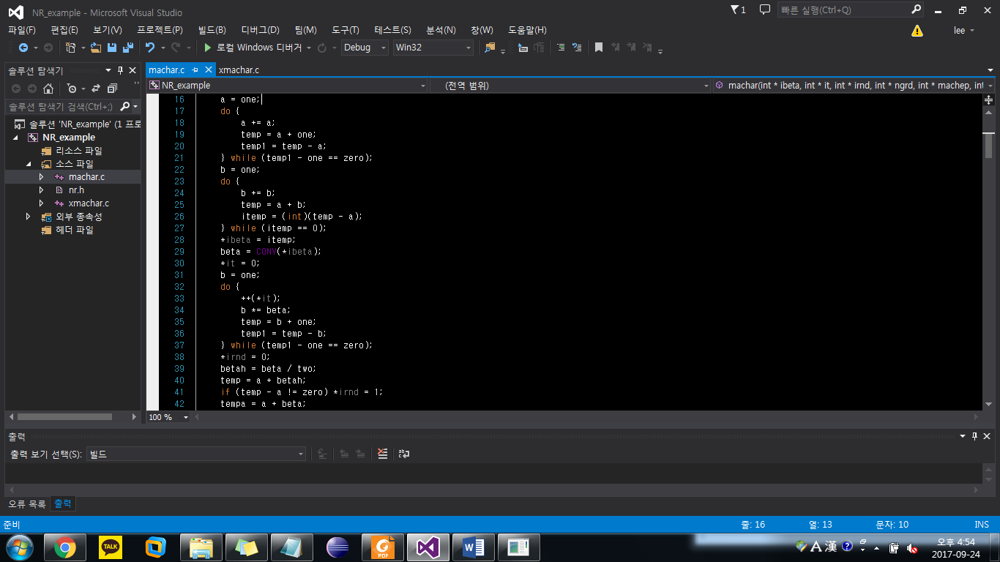 NR_example - Microsoft Visual Studio
1
빠른 실행(Ctrl+Q)
파일(F) 편집(E) 보기(V) 프로젝트(P) 빌드(B) 디버그(D) 팀(M) 도구(T) 테스트(S) 분석(N) 창(W) 도움말(H)
lee
로컬 Windows 디버거 Debug Win32
솔루션 탐색기
솔루션 탐색기 검색(Ctrl+;)
솔루션 'NR_example' (1 프로
NR_example
리소스 파일
소스 파일
machar.c
nr.h
xmachar.c
외부 종속성
헤더 파일
machar.c xmachar.c
NR_example (전역 범위) machar(int * ibeta, int * it, int * irnd, int * ngrd, int * machep, int
16 a = one;
17 do {
18 a += a;
19 temp = a + one;
20 temp1 = temp - a;
21 } while (temp1 - one == zero);
22 b = one;
23 do {
24 b += b;
25 temp = a + b;
26 itemp = (int)(temp - a);
27 } while (itemp == 0);
28 *ibeta = itemp;
29 beta = CONV(*ibeta);
30 *it = 0;
31 b = one;
32 do {
33 ++(*it);
34 b *= beta;
35 temp = b + one;
36 temp1 = temp - b;
37 } while (temp1 - one == zero);
38 *irnd = 0;
39 betah = beta / two;
40 temp = a + betah;
41 if (temp - a != zero) *irnd = 1;
42 tempa = a + beta;
100 %
출력
출력 보기 선택(S): 빌드
오류 목록 출력
준비 줄: 16 열: 13 문자: 10 INS
TALK
PDF
A 漢
오후 4:54
2017-09-24